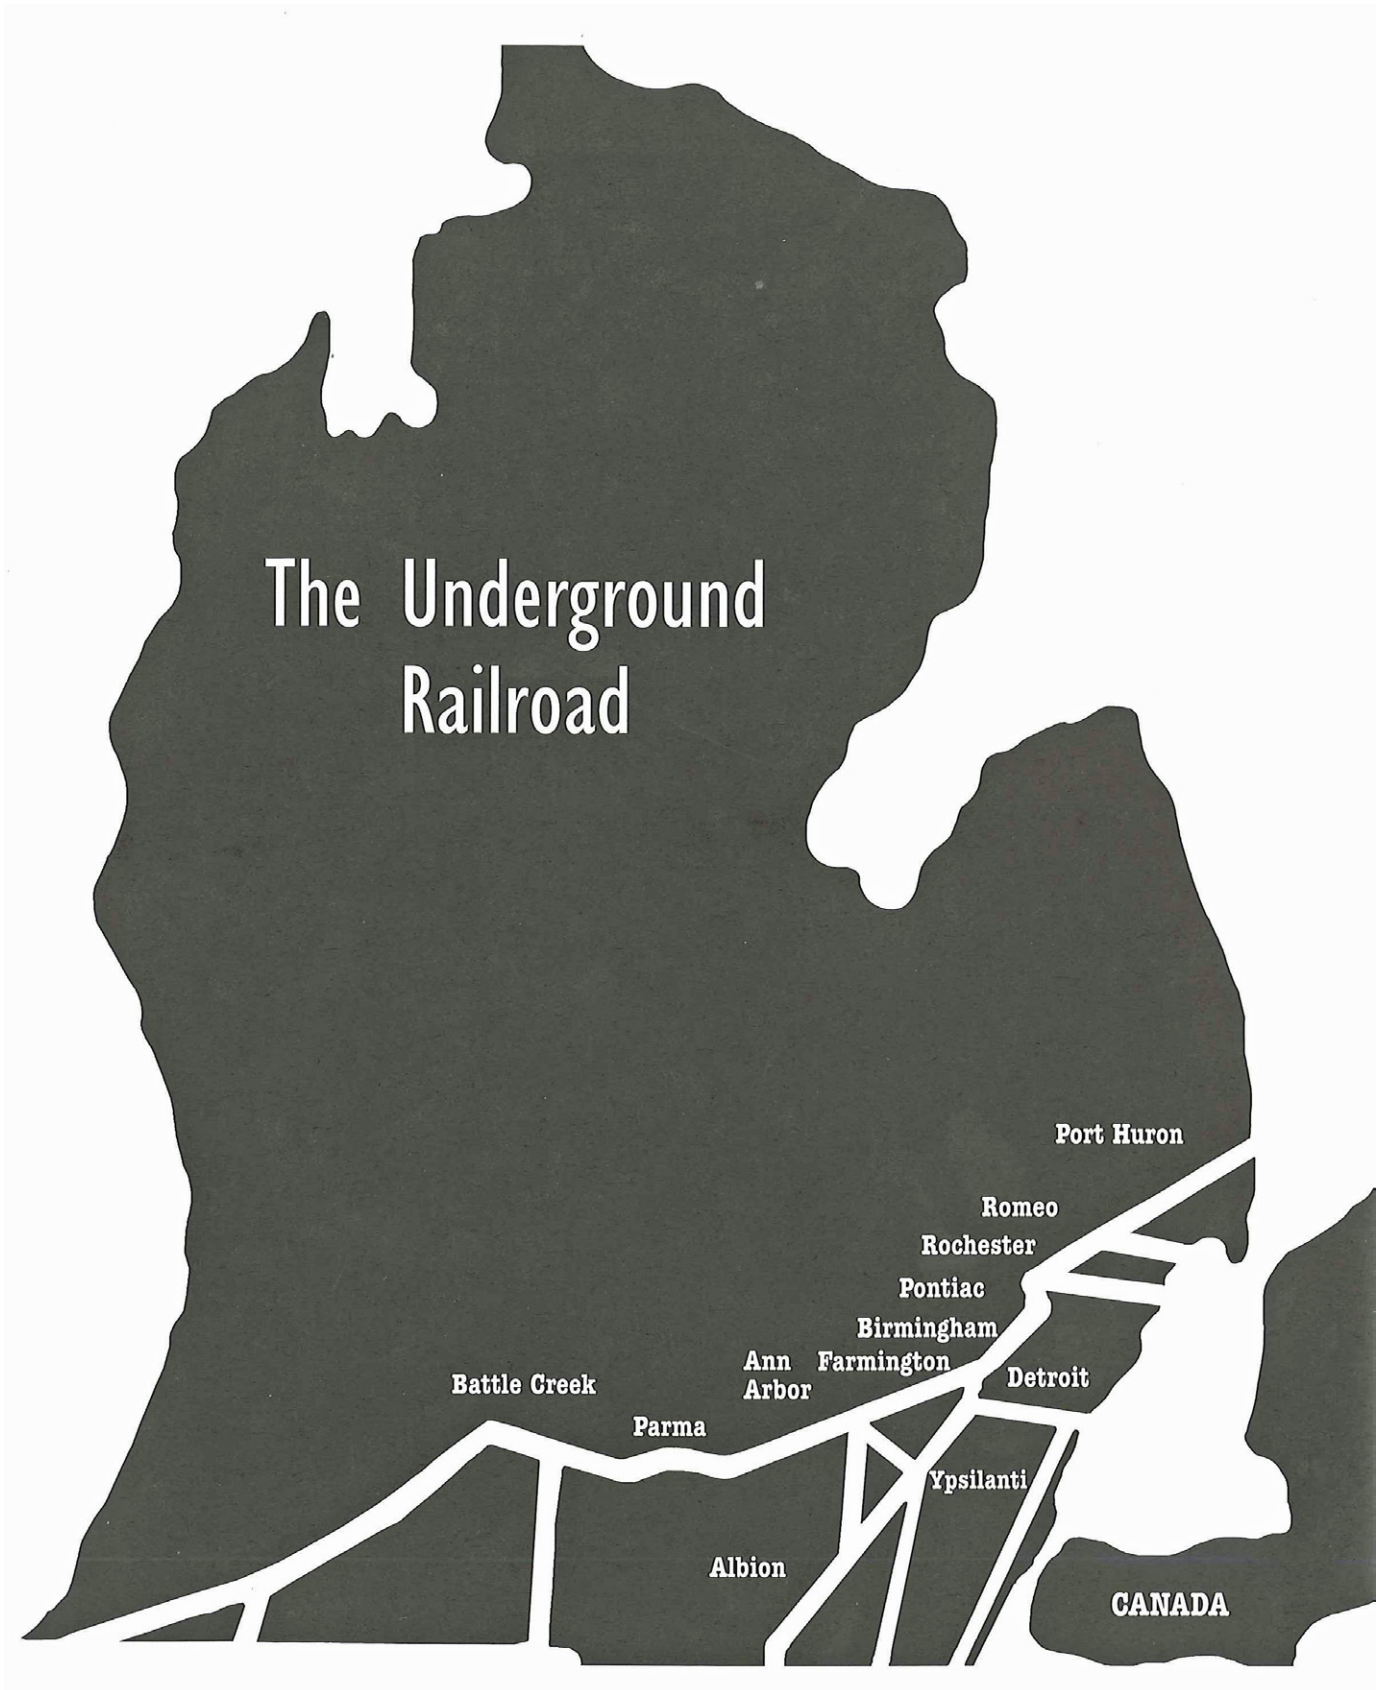 The Underground
Railroad
Port Huron
Romeo
Rochester
Pontiac
Birmingham
Ann Farmington
Arbor
Detroit
Battle Creek
Parma
Ypsilanti
Albion
CANADA